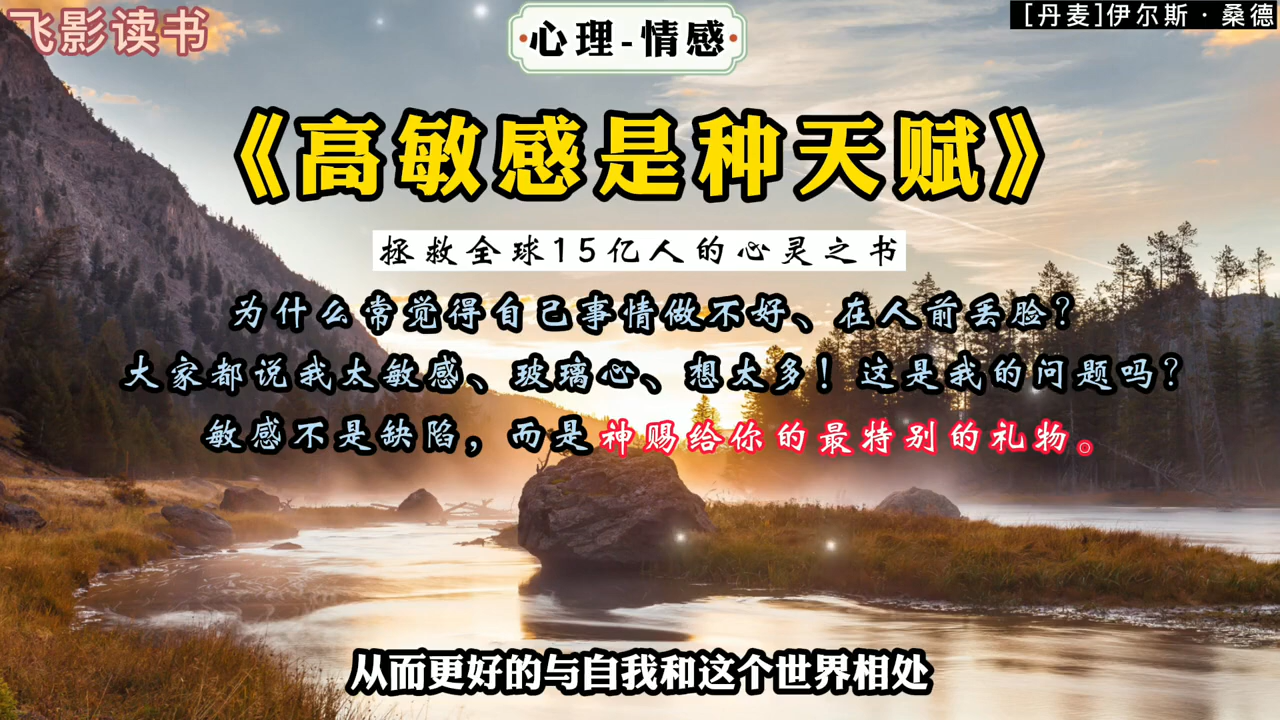 飞影读书
心理-情感
[丹麦]伊尔斯·桑德
《高敏感是种天赋》
拯救全球15亿人的心灵之书
为什么常觉得自己事情做不好、在人前丢脸？
大家都说我太敏感、玻璃心、想太多！这是我的问题吗？
敏感不是缺陷，而是神赐给你的最特别的礼物。
从而更好的与自我和这个世界相处